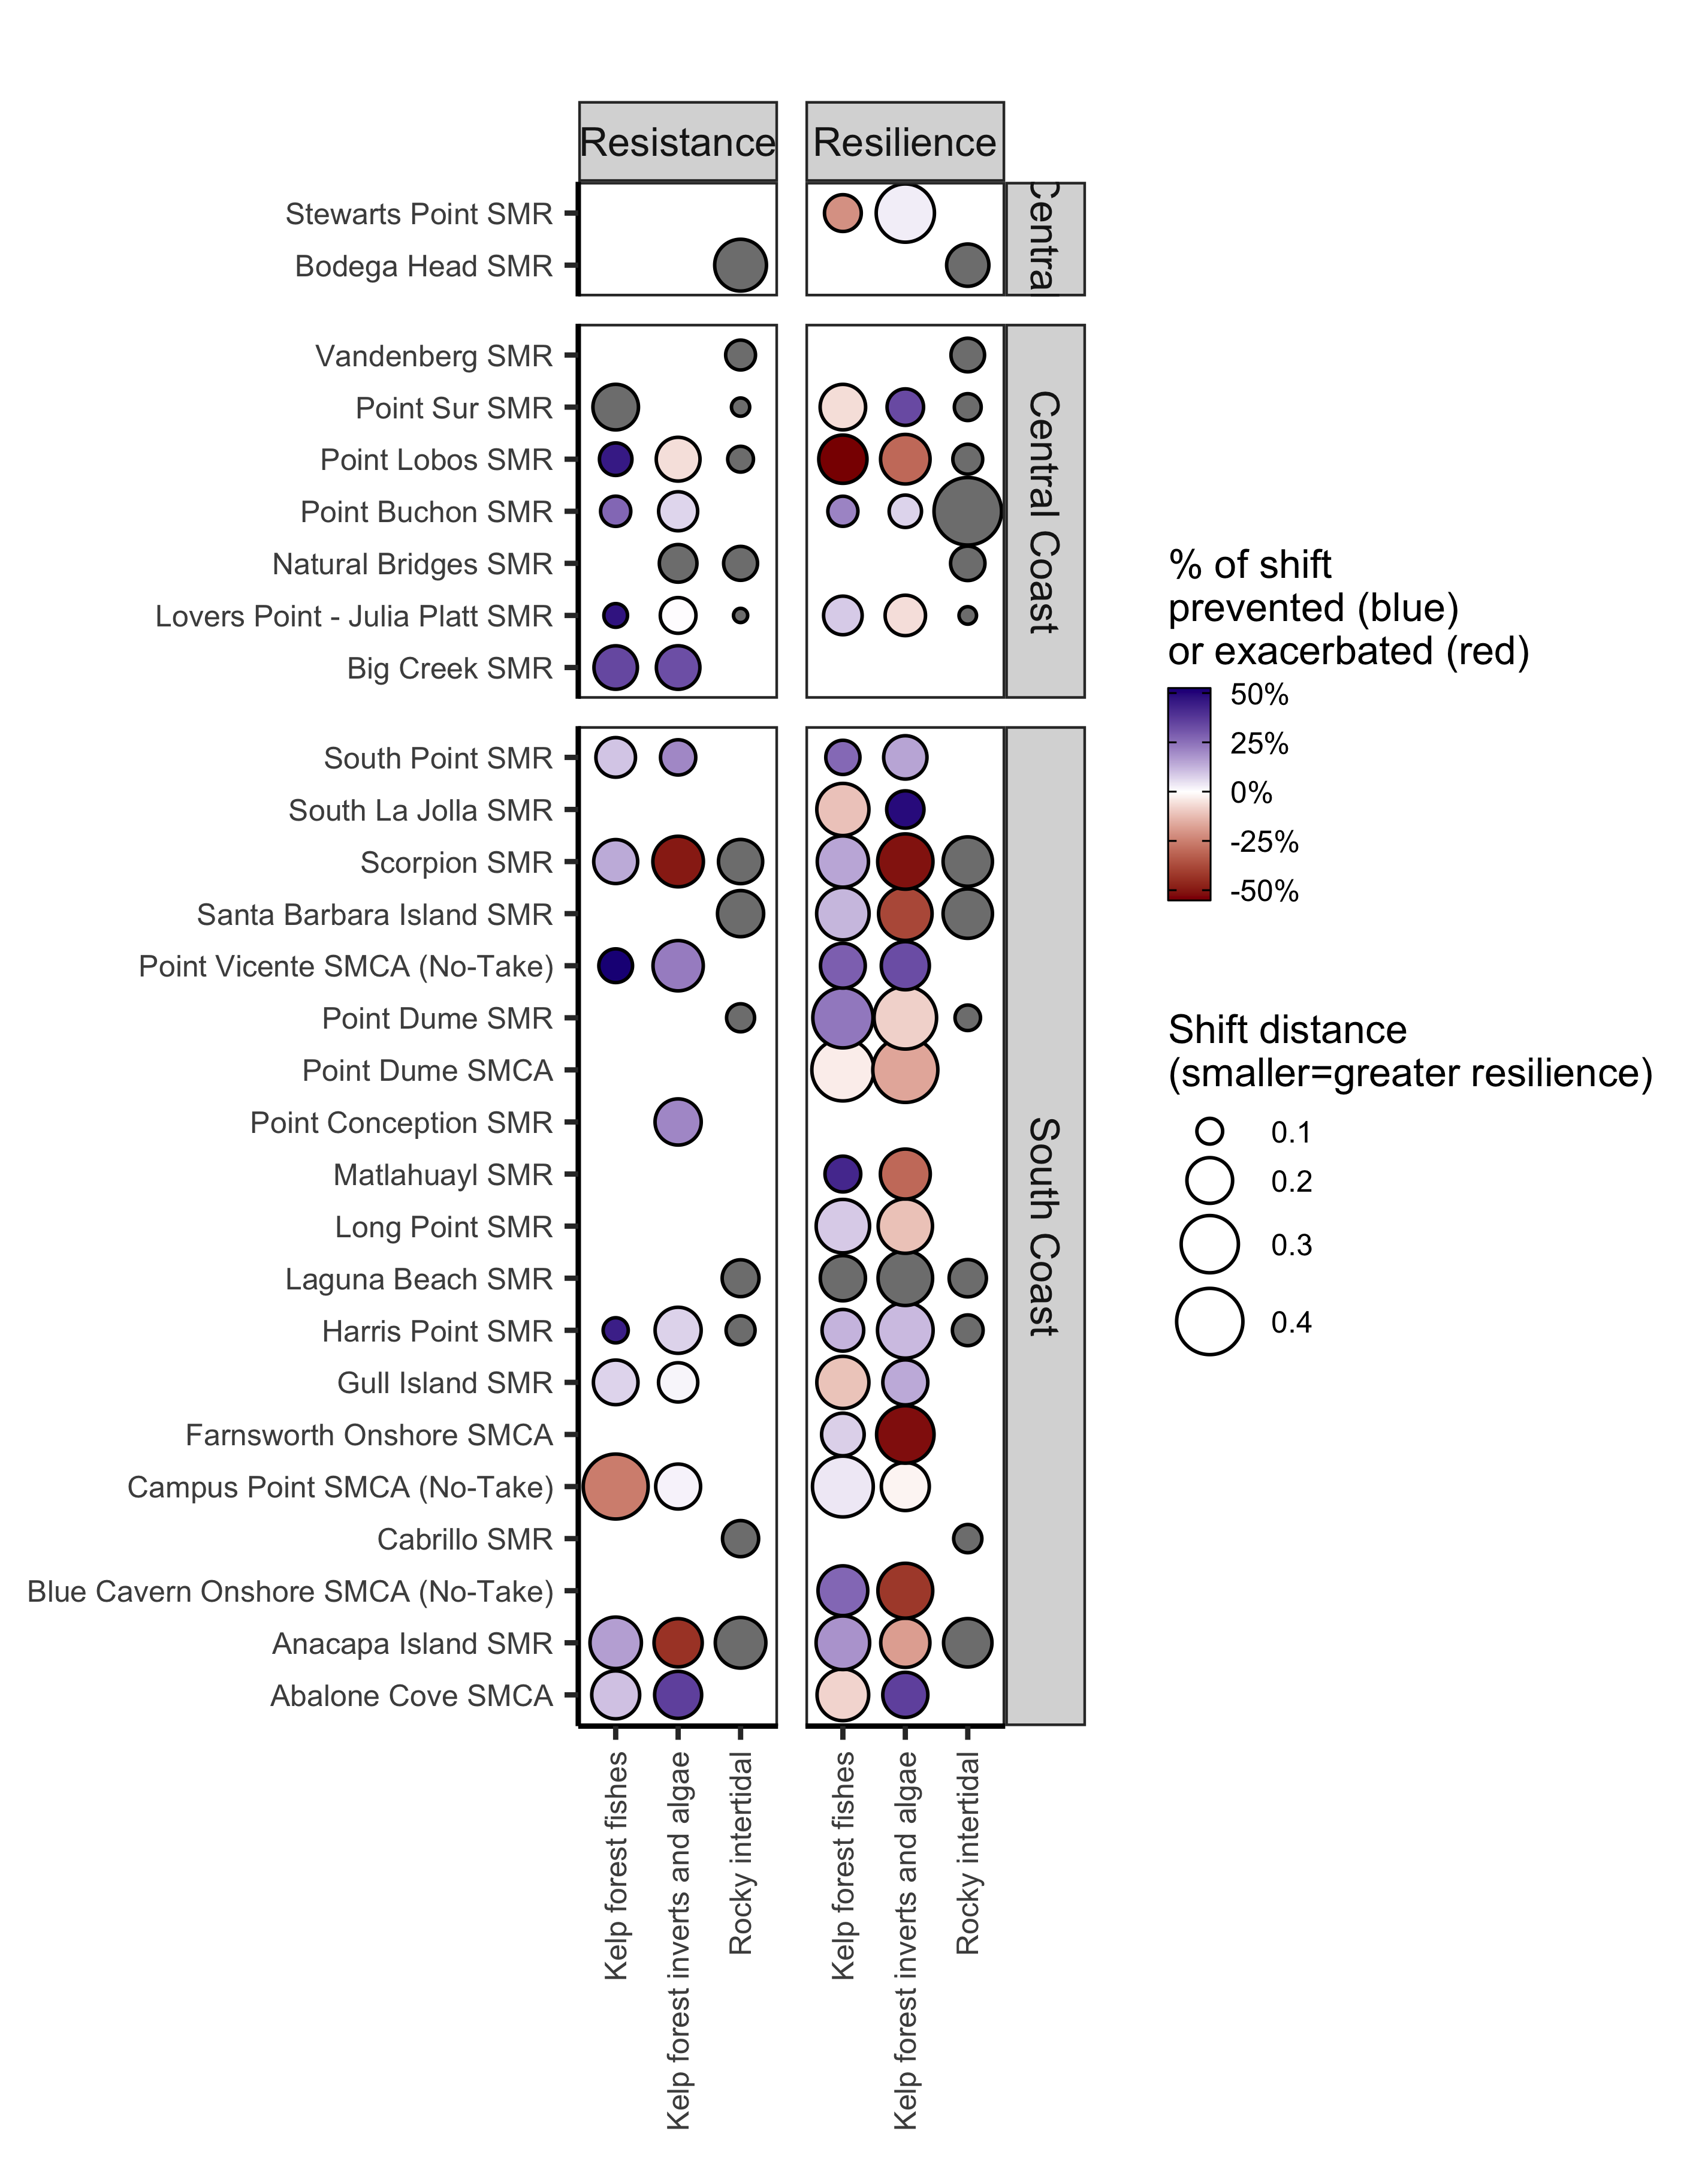 Resistance
Resilience
Stewarts Point SMR
Bodega Head SMR
Central
Vandenberg SMR
Point Sur SMR
Point Lobos SMR
Point Buchon SMR
Natural Bridges SMR
Lovers Point - Julia Platt SMR
Big Creek SMR
Central Coast
South Point SMR
South La Jolla SMR
Scorpion SMR
Santa Barbara Island SMR
Point Vicente SMCA (No-Take)
Point Dume SMR
Point Dume SMCA
Point Conception SMR
Matlahuayl SMR
Long Point SMR
Laguna Beach SMR
Harris Point SMR
Gull Island SMR
Farnsworth Onshore SMCA
Campus Point SMCA (No-Take)
Cabrillo SMR
Blue Cavern Onshore SMCA (No-Take)
Anacapa Island SMR
Abalone Cove SMCA
South Coast
Kelp forest fishes
Kelp forest inverts and algae
Rocky intertidal
Kelp forest fishes
Kelp forest inverts and algae
Rocky intertidal
% of shift
prevented (blue)
or exacerbated (red)
50%
25%
0%
-25%
-50%
Shift distance
(smaller=greater resilience)
0.1
0.2
0.3
0.4